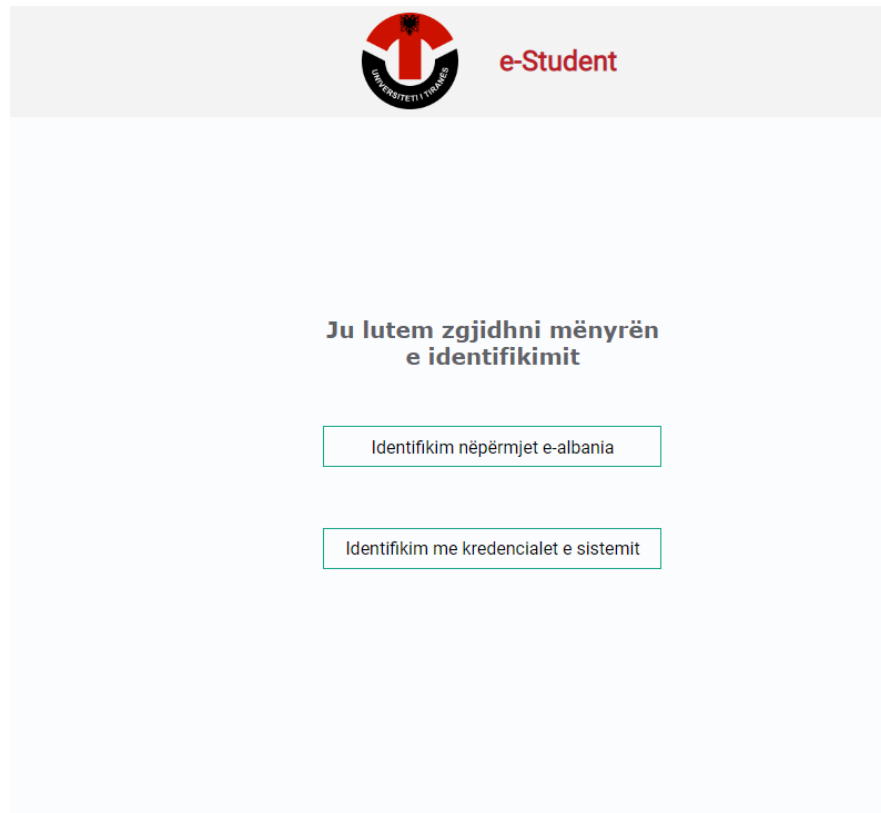 UNIVERSITETI I TIRANËS
e-Student
Ju lutem zgjidhni mënyrën
e identifikimit
Identifikim nëpërmjet e-albania
Identifikim me kredencialet e sistemit